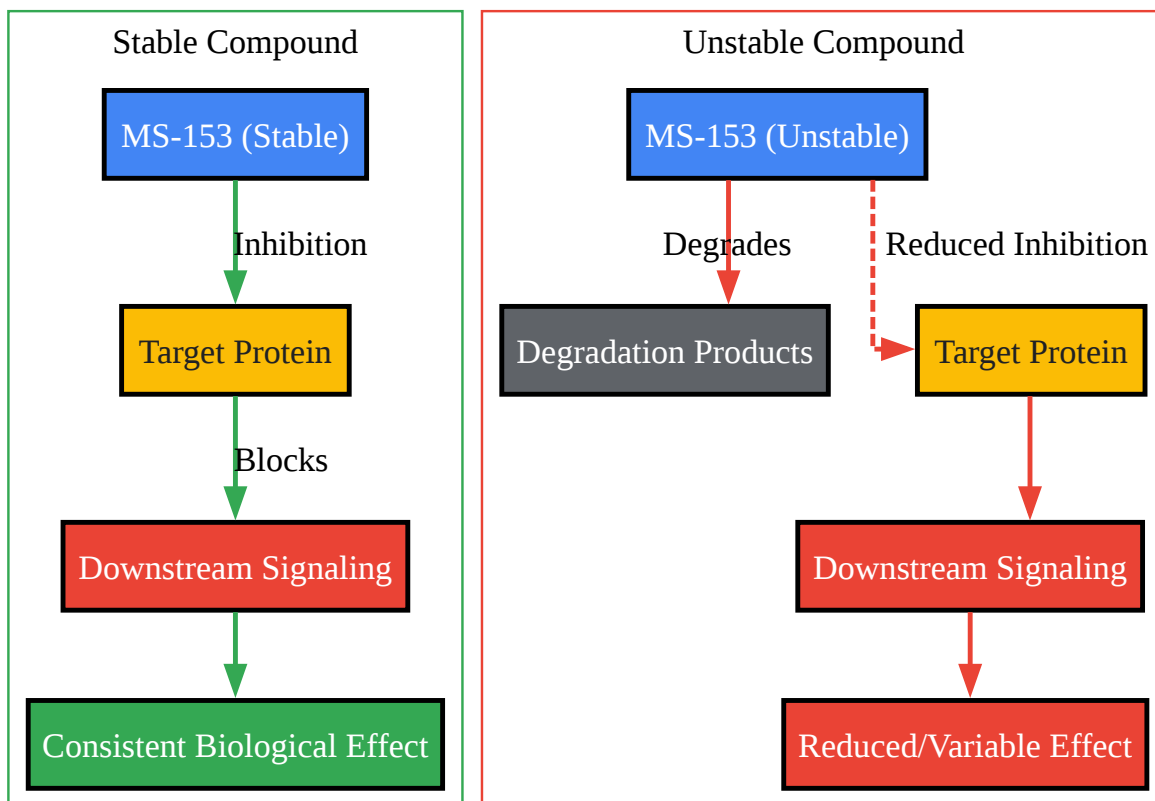 Stable Compound
MS-153 (Stable)
Inhibition
Target Protein
Blocks
Downstream Signaling
Consistent Biological Effect
Unstable Compound
MS-153 (Unstable)
Degrades
Reduced Inhibition
Degradation Products
Target Protein
Downstream Signaling
Reduced/Variable Effect